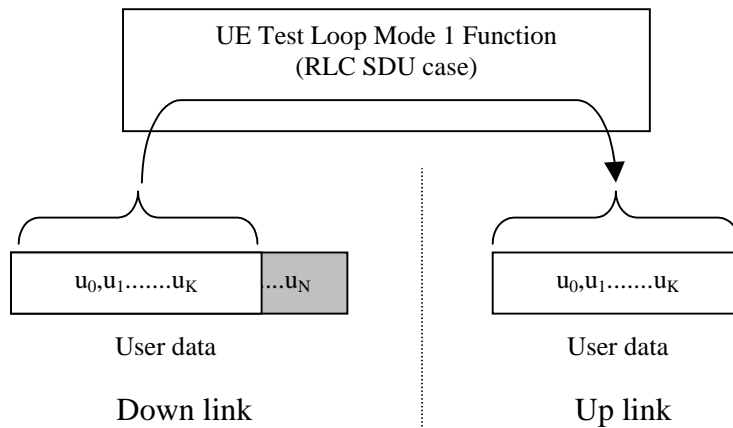 UE Test Loop Mode 1 Function
(RLC SDU case)
u0,u1.......uK ....uN
u0,u1.......uK
User data
User data
Down link
Up link